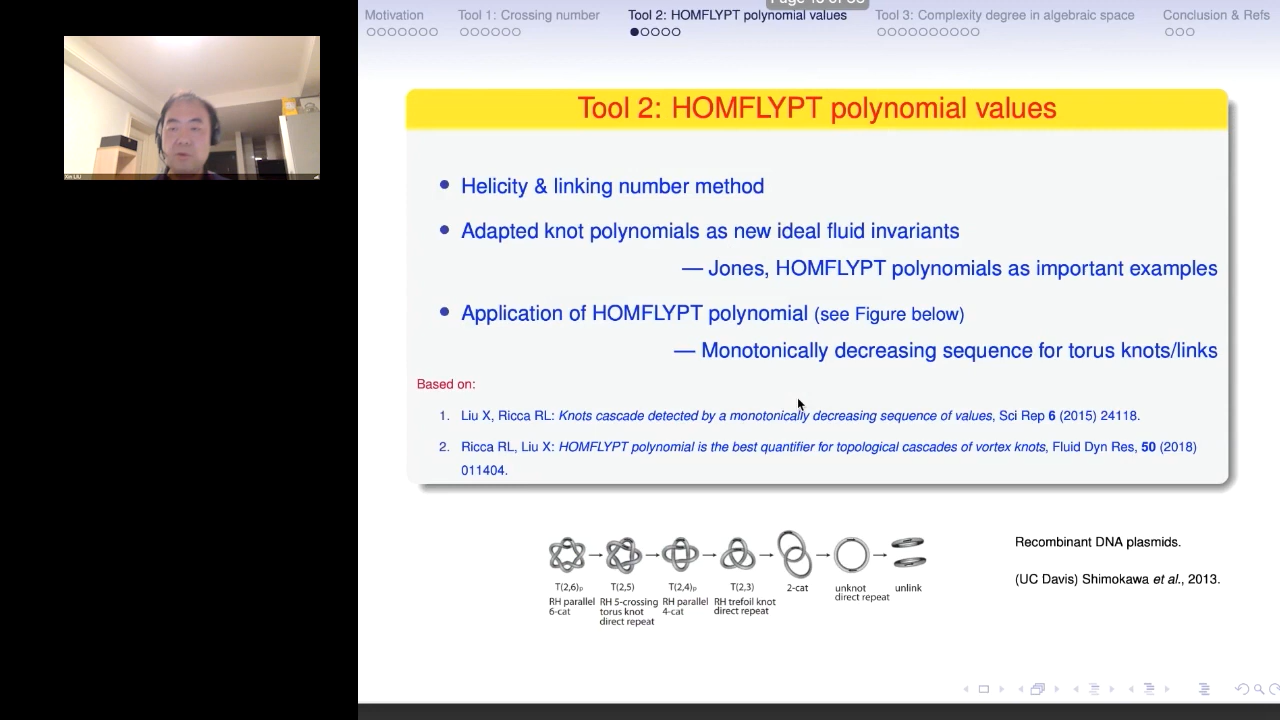 Motivation
Tool 1: Crossing number
Tool 2: HOMFLYPT polynomial values
Tool 3: Complexity degree in algebraic space
Conclusion & Refs
Tool 2: HOMFLYPT polynomial values
Helicity & linking number method
Adapted knot polynomials as new ideal fluid invariants
— Jones, HOMFLYPT polynomials as important examples
Application of HOMFLYPT polynomial (see Figure below)
— Monotonically decreasing sequence for torus knots/links
Based on:
1. Liu X, Ricca RL: Knots cascade detected by a monotonically decreasing sequence of values, Sci Rep 6 (2015) 24118.
2. Ricca RL, Liu X: HOMFLYPT polynomial is the best quantifier for topological cascades of vortex knots, Fluid Dyn Res, 50 (2018)
011404.
T(2,6)p
RH parallel
6-cat
T(2,5)
RH 5-crossing
torus knot
direct repeat
T(2,4)p
RH parallel
4-cat
T(2,3)
RH trefoil knot
direct repeat
2-cat
unknot
direct repeat
unlink
Recombinant DNA plasmids.
(UC Davis) Shimokawa et al., 2013.
Xin LIU